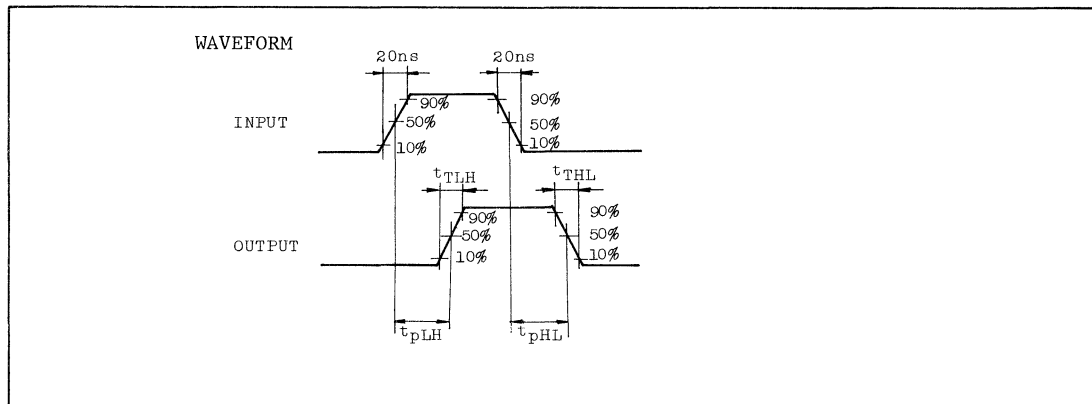 WAVEFORM
20ns 20ns
90% 90%
INPUT 50% 50%
10% 10%
tTLH tTHL
90% 90%
OUTPUT 50% 50%
10% 10%
tpLH tpHL